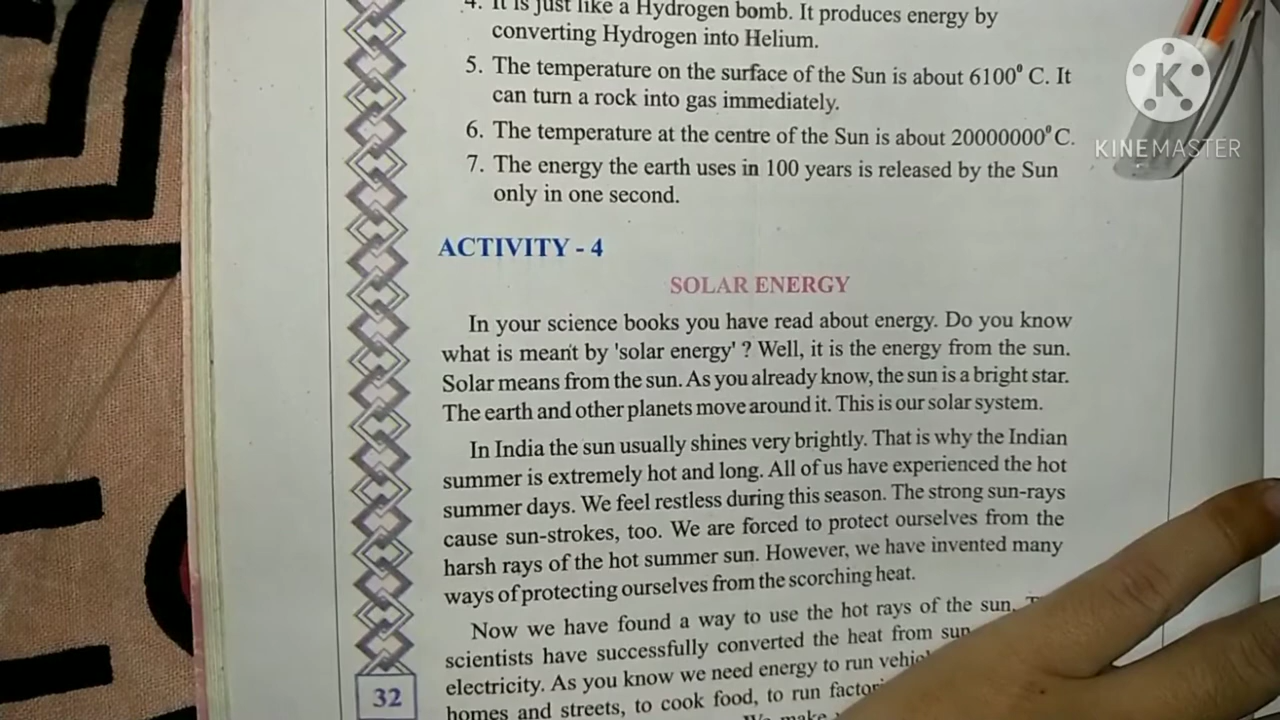 4. It is just like a Hydrogen bomb. It produces energy by
converting Hydrogen into Helium.
5. The temperature on the surface of the Sun is about 6100⁰ C. It
can turn a rock into gas immediately.
6. The temperature at the centre of the Sun is about 20000000⁰ C.
7. The energy the earth uses in 100 years is released by the Sun
only in one second.
ACTIVITY - 4
SOLAR ENERGY
In your science books you have read about energy. Do you know
what is meant by 'solar energy' ? Well, it is the energy from the sun.
Solar means from the sun. As you already know, the sun is a bright star.
The earth and other planets move around it. This is our solar system.
In India the sun usually shines very brightly. That is why the Indian
summer is extremely hot and long. All of us have experienced the hot
summer days. We feel restless during this season. The strong sun-rays
cause sun-strokes, too. We are forced to protect ourselves from the
harsh rays of the hot summer sun. However, we have invented many
ways of protecting ourselves from the scorching heat.
Now we have found a way to use the hot rays of the sun.
scientists have successfully converted the heat from sun
electricity. As you know we need energy to run
homes and streets, to cook food, to run
We make
32
K
KINEMASTER